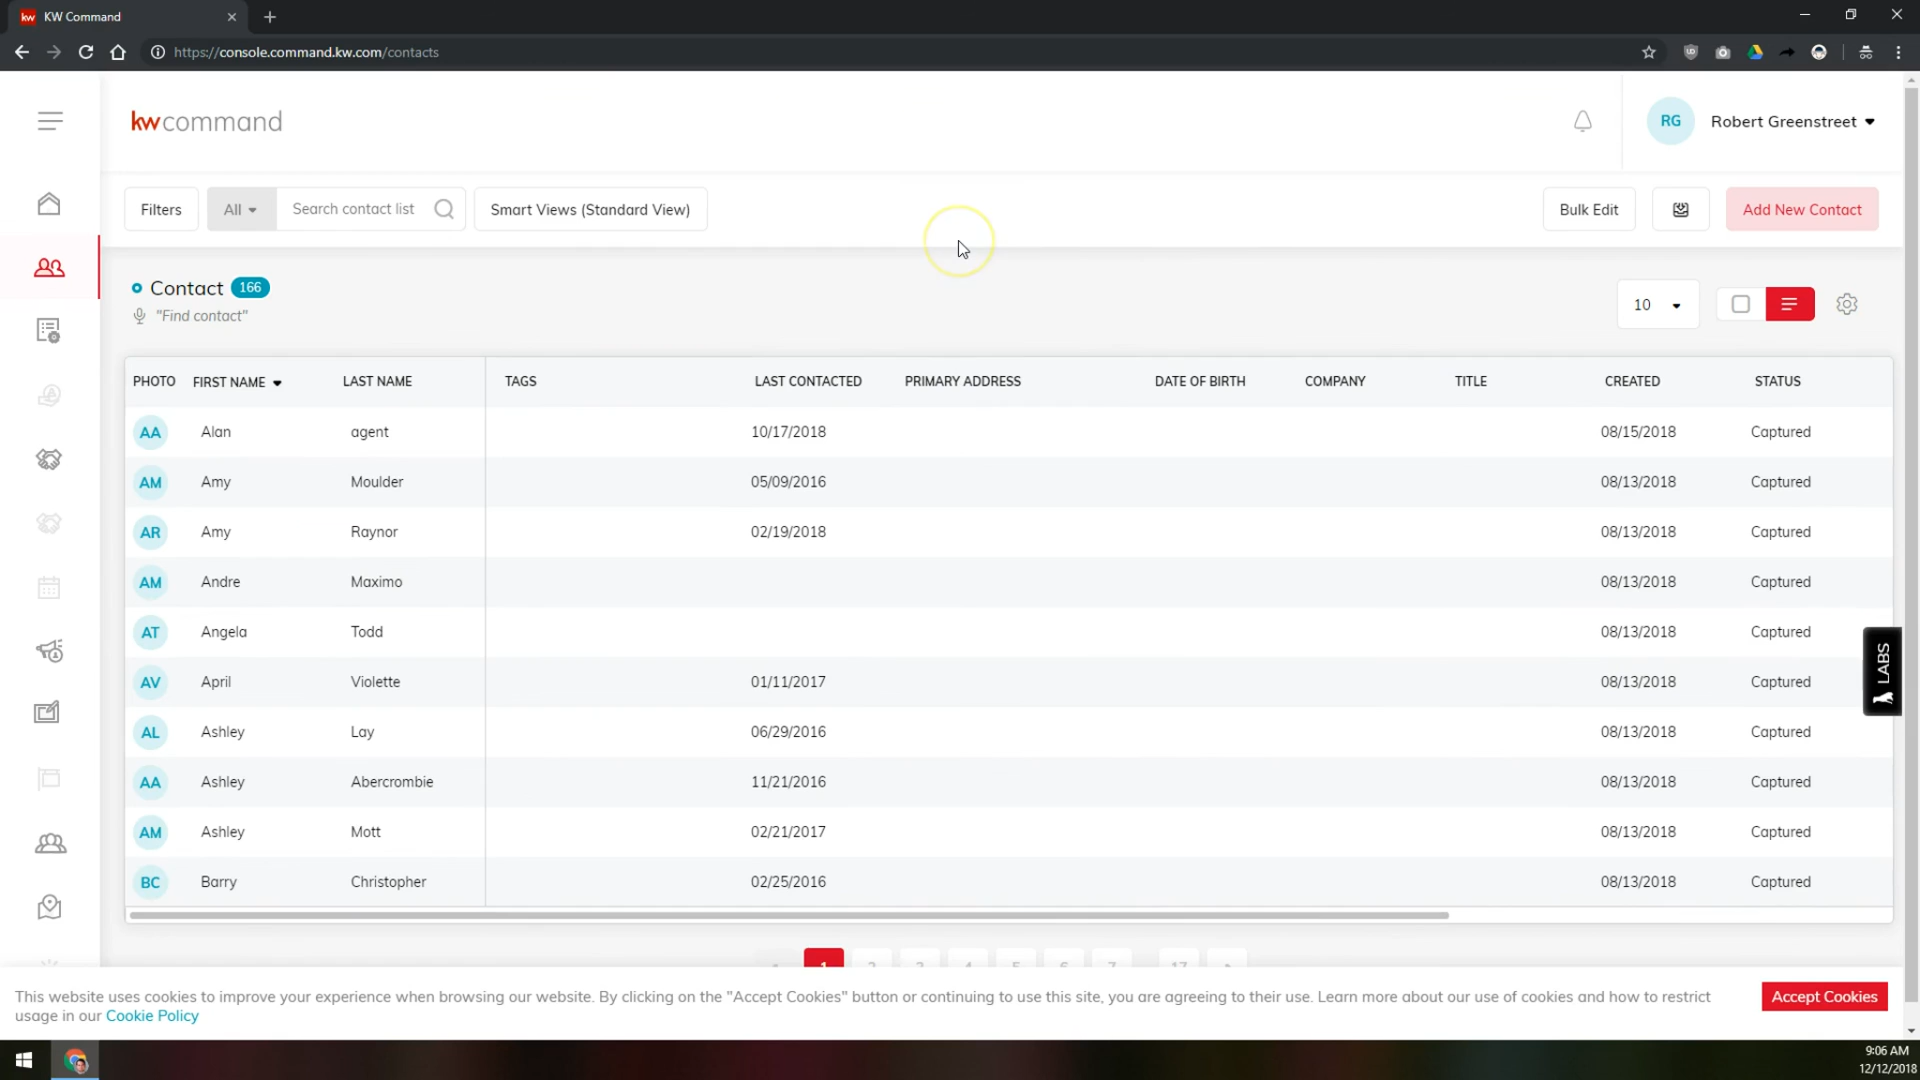 kw KW Command
https://console.command.kw.com/contacts
kwcommand
RG Robert Greenstreet
Filters All Search contact list Smart Views (Standard View) Bulk Edit Add New Contact
Contact 166
"Find contact"
10
PHOTO FIRST NAME LAST NAME TAGS LAST CONTACTED PRIMARY ADDRESS DATE OF BIRTH COMPANY TITLE CREATED STATUS
AA Alan agent 10/17/2018 08/15/2018 Captured
AM Amy Moulder 05/09/2016 08/13/2018 Captured
AR Amy Raynor 02/19/2018 08/13/2018 Captured
AM Andre Maximo 08/13/2018 Captured
AT Angela Todd 08/13/2018 Captured
LABS
AV April Violette 01/11/2017 08/13/2018 Captured
AL Ashley Lay 06/29/2016 08/13/2018 Captured
AA Ashley Abercrombie 11/21/2016 08/13/2018 Captured
AM Ashley Mott 02/21/2017 08/13/2018 Captured
BC Barry Christopher 02/25/2016 08/13/2018 Captured
1 2 3 4 5 6 7 17
This website uses cookies to improve your experience when browsing our website. By clicking on the "Accept Cookies" button or continuing to use this site, you are agreeing to their use. Learn more about our use of cookies and how to restrict
usage in our Cookie Policy
Accept Cookies
9:06 AM
12/12/2018